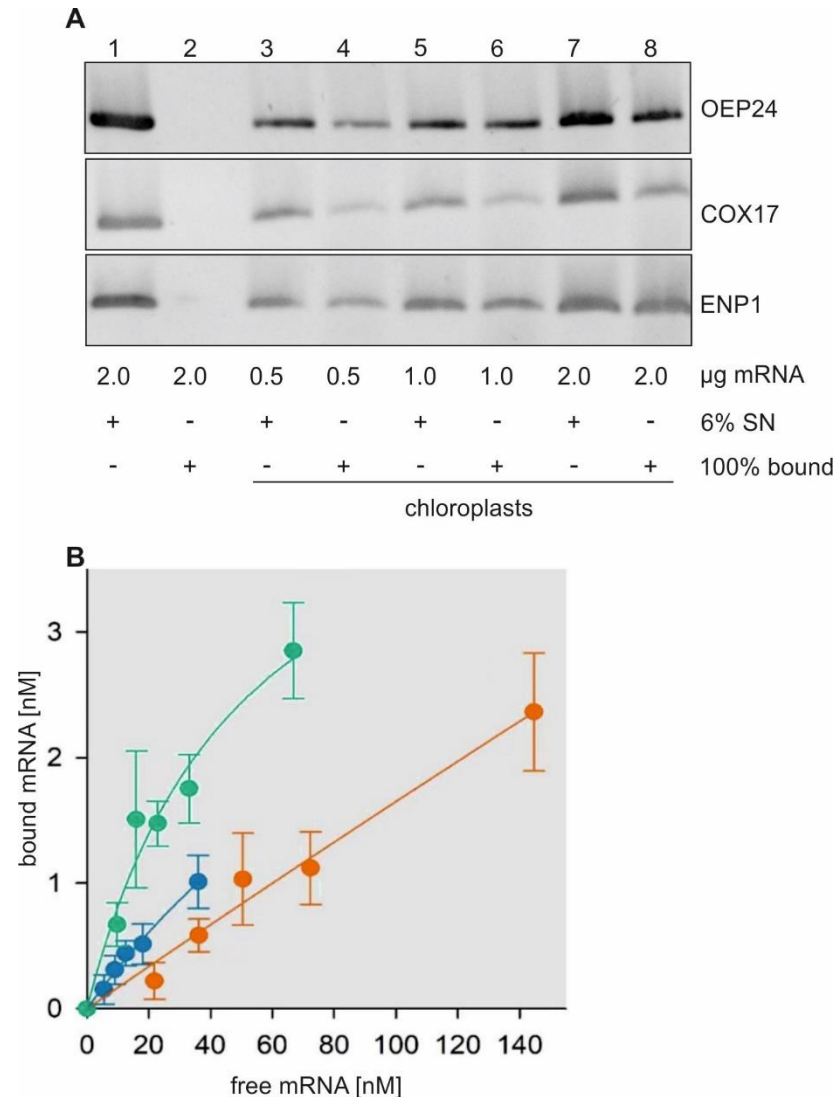 A
1 2 3 4 5 6 7 8
OEP24
COX17
ENP1
2.0 2.0 0.5 0.5 1.0 1.0 2.0 2.0 µg mRNA
+ - + - + - + - 6% SN
- + - + - + - + 100% bound
chloroplasts
B
3
2
1
0
bound mRNA [nM]
0 20 40 60 80 100 120 140
free mRNA [nM]